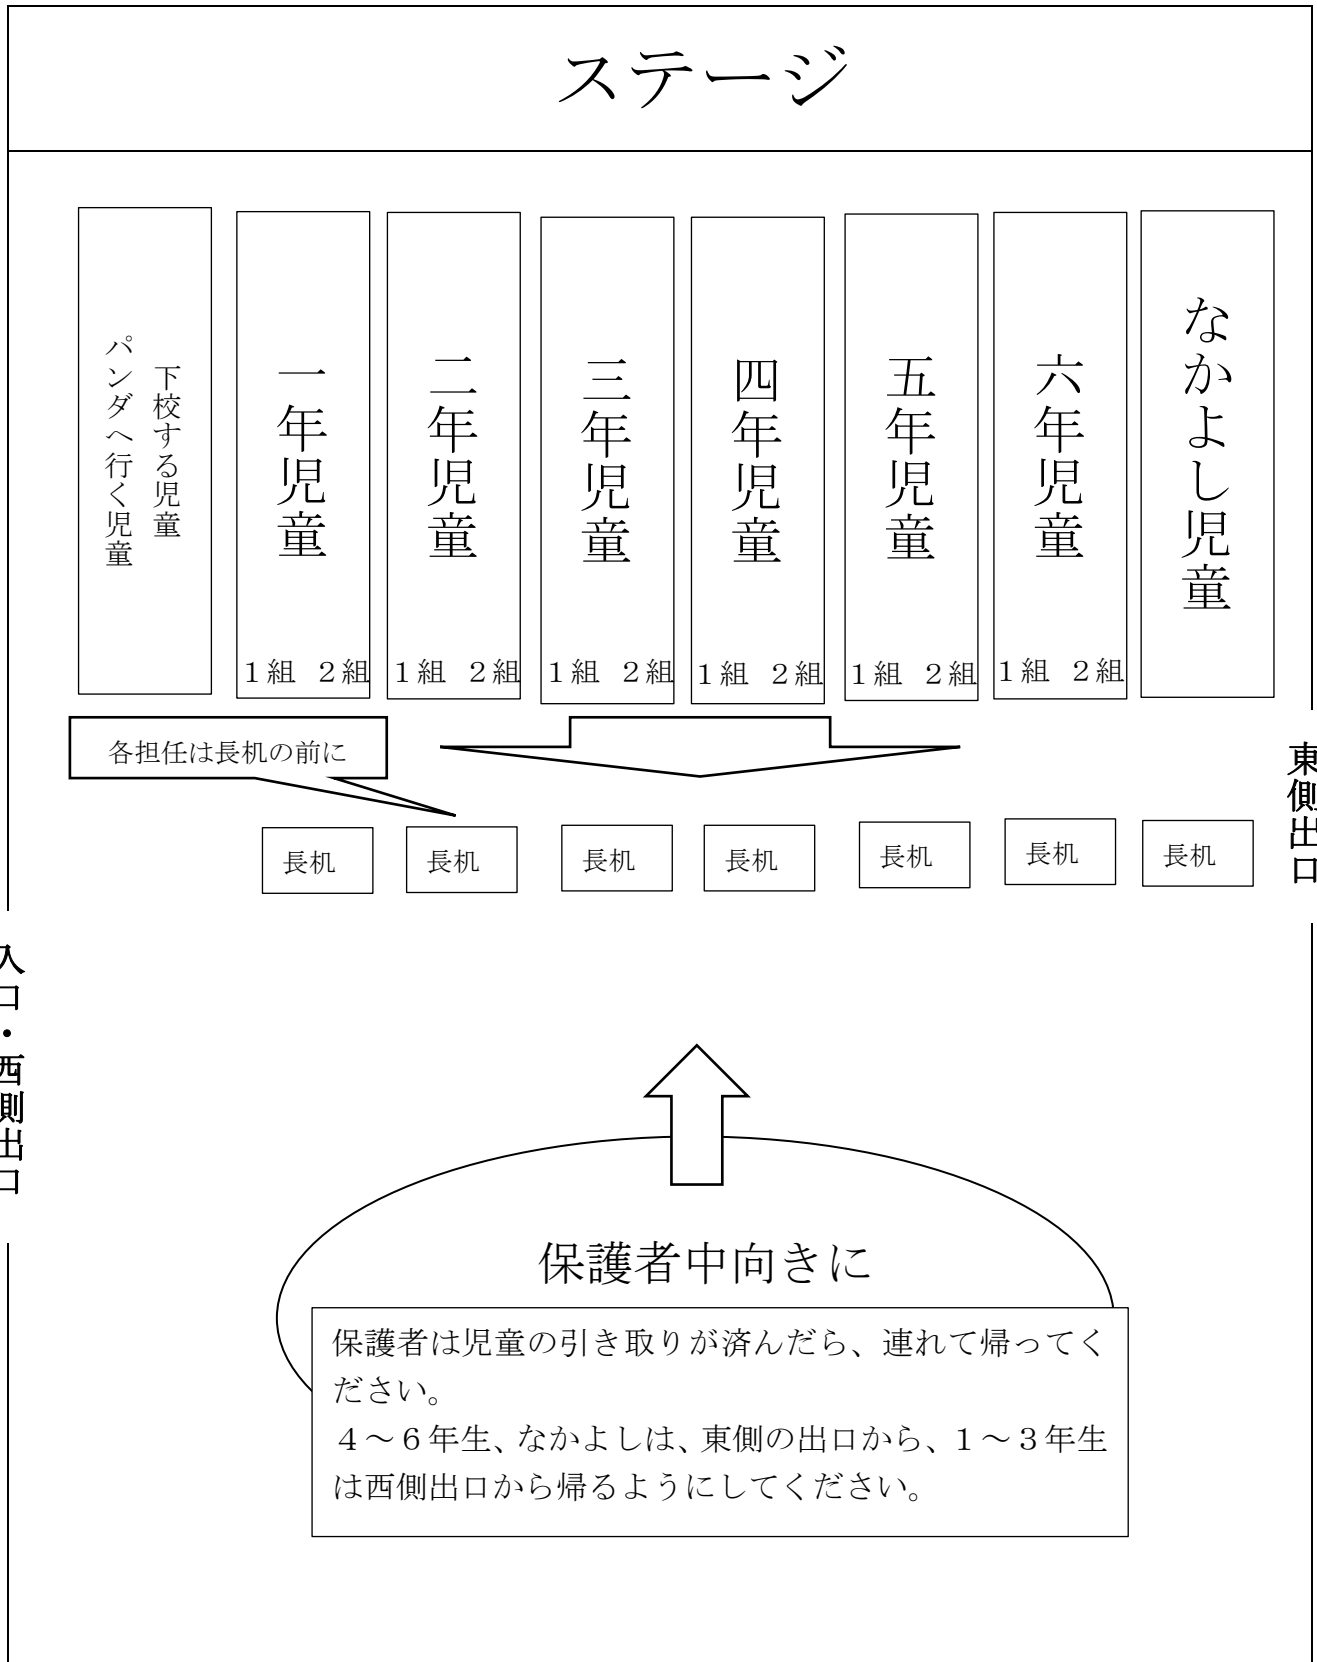 ステージ
下校する児童
パンダへ行く児童
一年児童
二年児童
三年児童
四年児童
五年児童
六年児童
なかよし児童
１組　２組
１組　２組
１組　２組
１組　２組
１組　２組
１組　２組
各担任は長机の前に
東側出口
長机
長机
長机
長机
長机
長机
長机
入口・西側出口
保護者中向きに
保護者は児童の引き取りが済んだら、連れて帰ってく
ださい。
４～６年生、なかよしは、東側の出口から、１～３年生
は西側出口から帰るようにしてください。